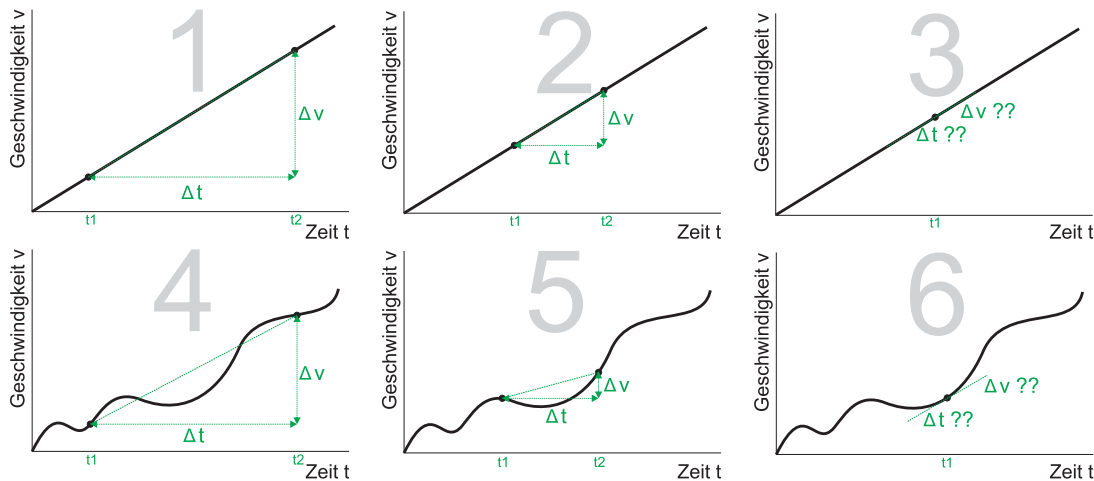 1
Geschwindigkeit v
Δv
Δt
t1
t2
Zeit t
2
Geschwindigkeit v
Δv
Δt
t1
t2
Zeit t
3
Geschwindigkeit v
Δv ??
Δt ??
t1
Zeit t
4
Geschwindigkeit v
Δv
Δt
t1
t2
Zeit t
5
Geschwindigkeit v
Δv
Δt
t1
t2
Zeit t
6
Geschwindigkeit v
Δv ??
Δt ??
t1
Zeit t